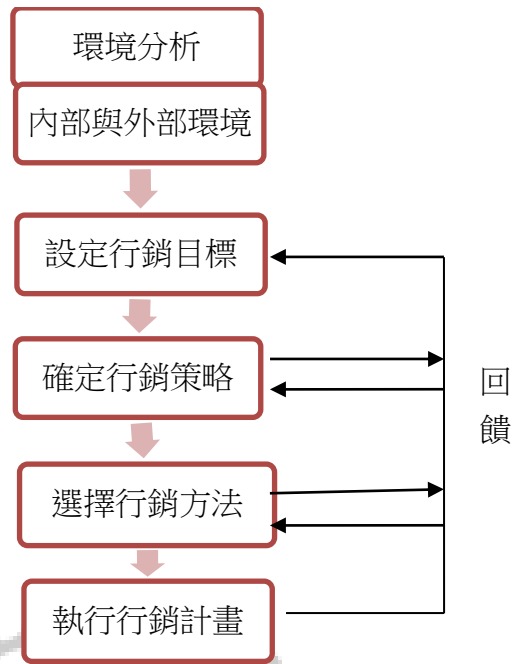 環境分析
內部與外部環境
設定行銷目標
確定行銷策略
選擇行銷方法
執行行銷計畫
回
饋